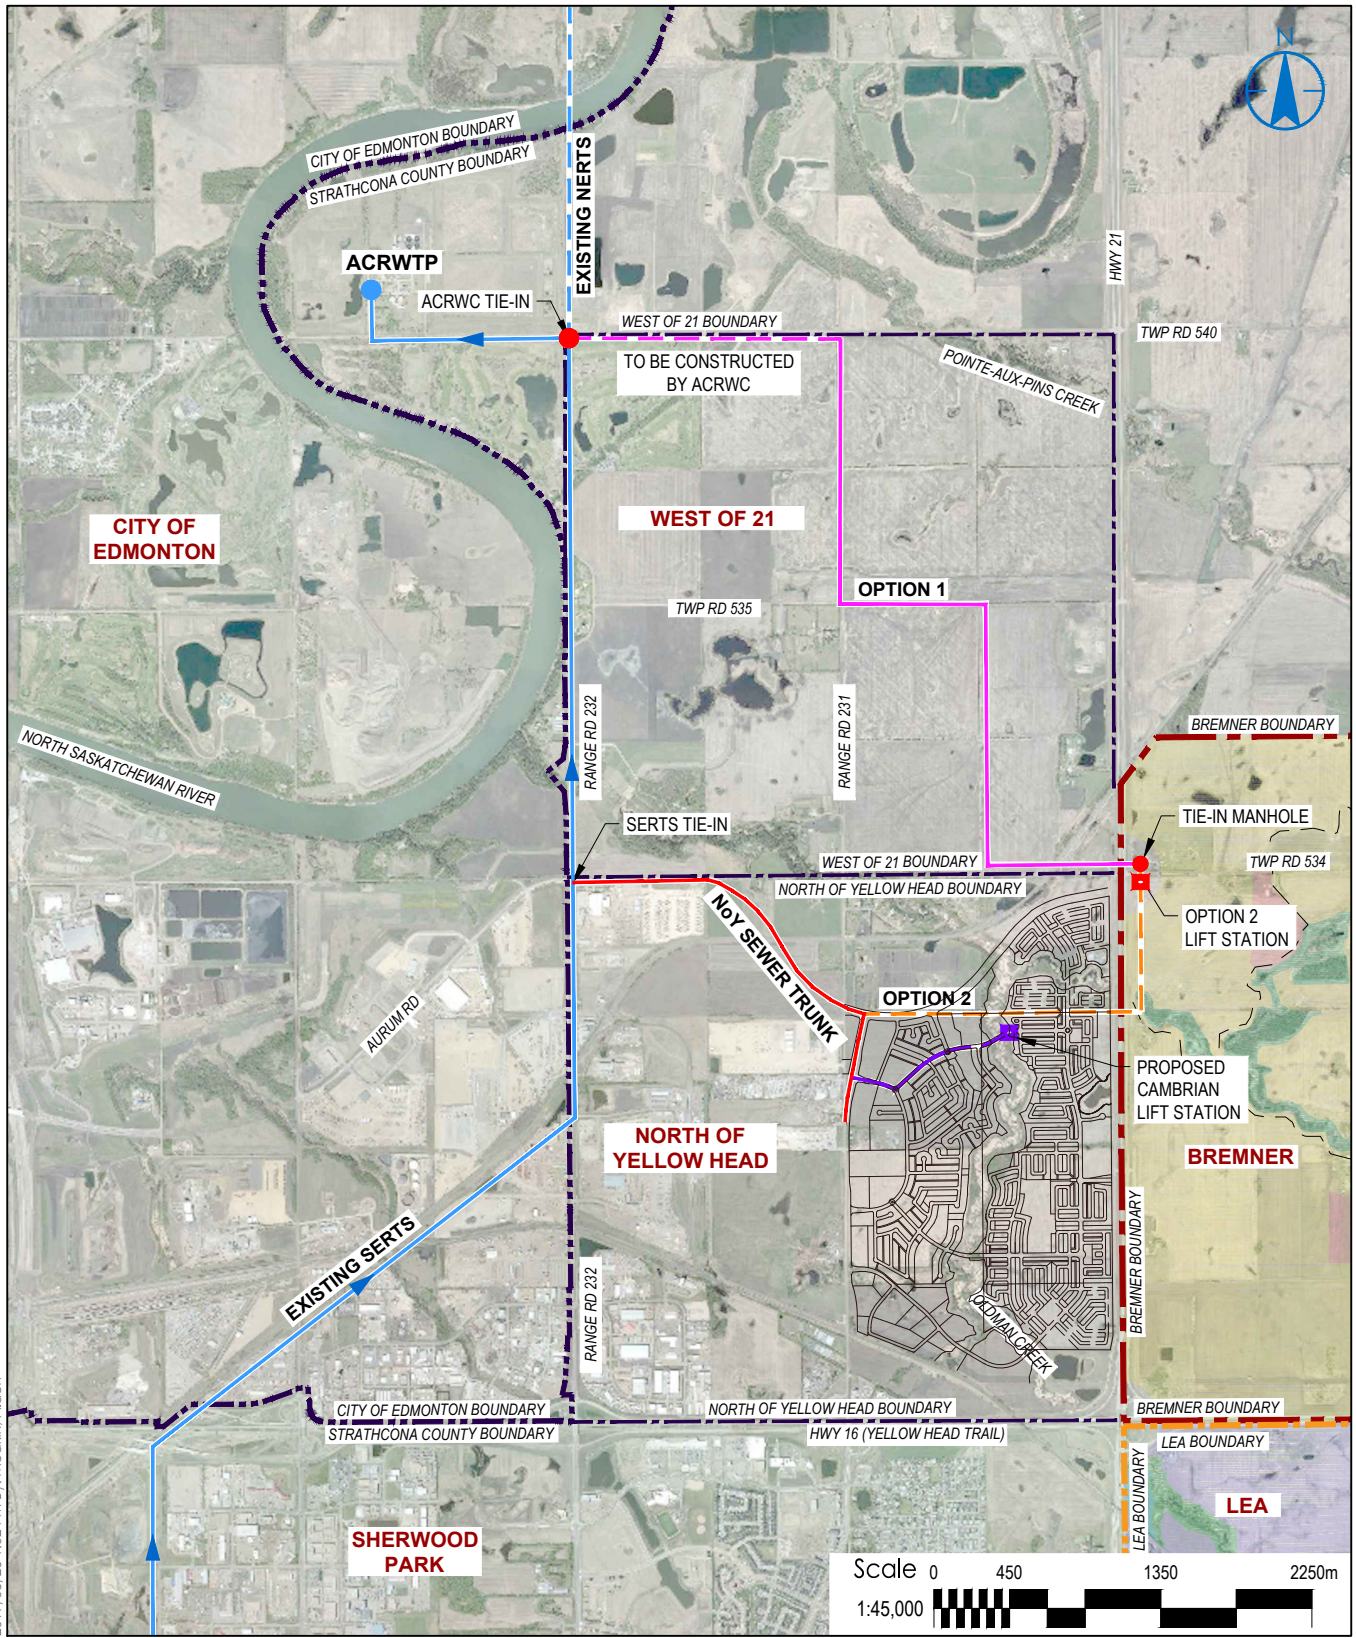 N
CITY OF EDMONTON BOUNDARY
STRATHCONA COUNTY BOUNDARY
EXISTING NERTS
HWY 21
ACRWTP
ACRWC TIE-IN
WEST OF 21 BOUNDARY
TWP RD 540
TO BE CONSTRUCTED
BY ACRWC
POINTE-AUX-PINS CREEK
CITY OF
EDMONTON
WEST OF 21
OPTION 1
TWP RD 535
RANGE RD 232
RANGE RD 231
BREMNER BOUNDARY
NORTH SASKATCHEWAN RIVER
SERTS TIE-IN
TIE-IN MANHOLE
WEST OF 21 BOUNDARY
TWP RD 534
NORTH OF YELLOW HEAD BOUNDARY
NoY SEWER TRUNK
OPTION 2
LIFT STATION
OPTION 2
AURUM RD
PROPOSED
CAMBRIAN
LIFT STATION
NORTH OF
YELLOW HEAD
BREMNER
BREMNER BOUNDARY
EXISTING SERTS
RANGE RD 232
OLDMAN CREEK
CITY OF EDMONTON BOUNDARY
NORTH OF YELLOW HEAD BOUNDARY
BREMNER BOUNDARY
STRATHCONA COUNTY BOUNDARY
HWY 16 (YELLOW HEAD TRAIL)
LEA BOUNDARY
LEA BOUNDARY
LEA
SHERWOOD
PARK
Scale 0 450 1350 2250m
1:45,000